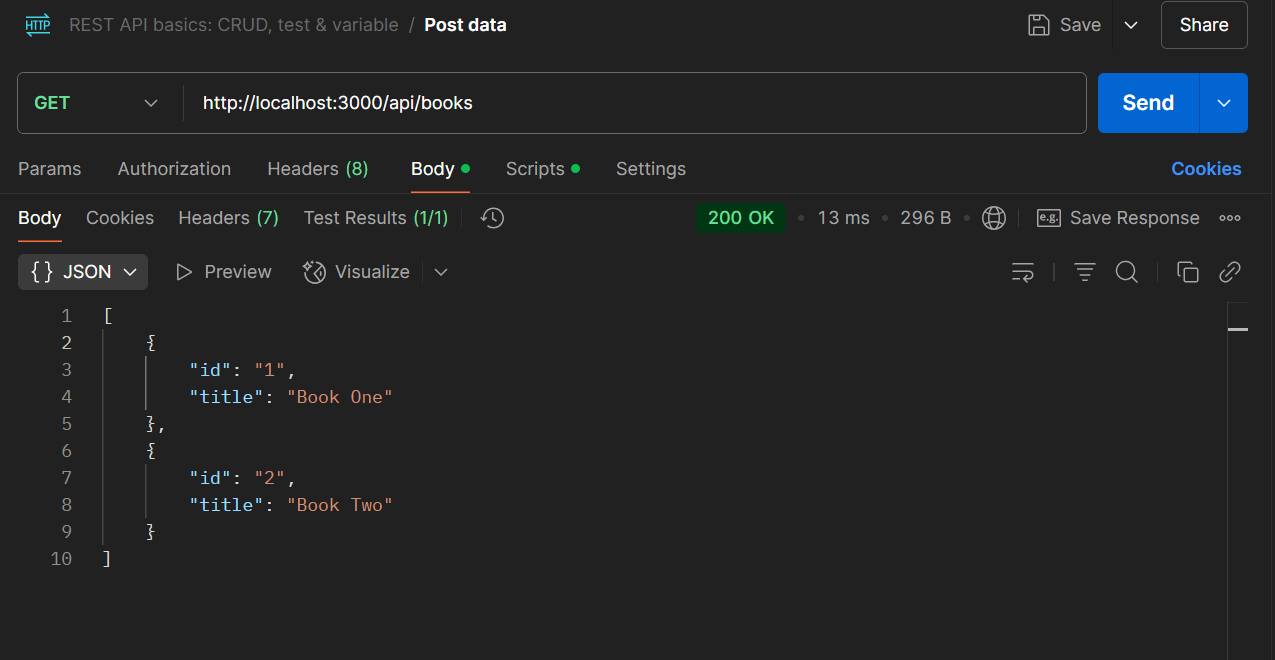 HTTP REST API basics: CRUD, test & variable / Post data Save Share
GET http://localhost:3000/api/books Send
Params Authorization Headers (8) Body Scripts Settings Cookies
Body Cookies Headers (7) Test Results (1/1) 200 OK 13 ms 296 B e.g. Save Response
{} JSON Preview Visualize
1 [
2 {
3 "id": "1",
4 "title": "Book One"
5 },
6 {
7 "id": "2",
8 "title": "Book Two"
9 }
10 ]